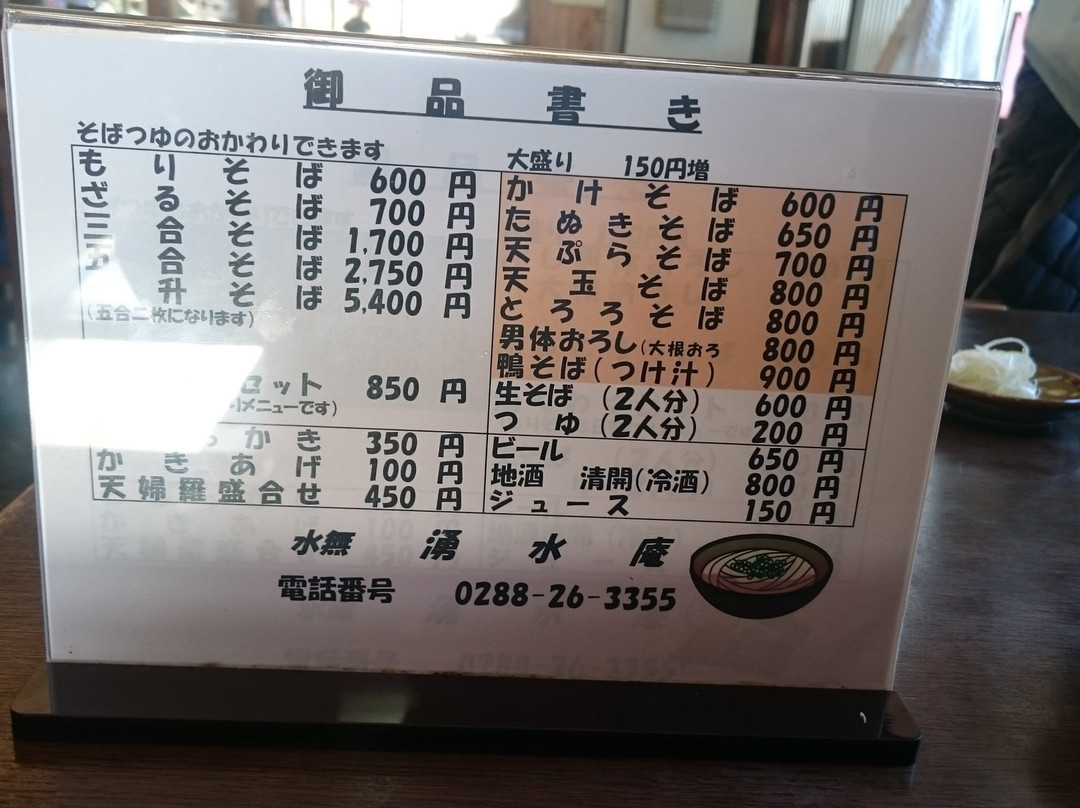 御品書き
そばつゆのおかわりできます
もりそば 600円
ざるそば 700円
三合そば 1,700円
五合そば 2,750円
升そば 5,400円
(五合二枚になります)
セット 850円
メニューです)
かき 350円
かきあげ 100円
天婦羅盛合せ 450円
大盛り 150円増
かけそば 600円
たぬきそば 650円
天ぷらそば 700円
天玉そば 800円
とろろそば 800円
男体おろし(大根おろ 800円
鴨そば(つけ汁) 900円
生そば (2人分) 600円
つゆ (2人分) 200円
ビール 650円
地酒 清開(冷酒) 800円
ジュース 150円
水無 湧水庵
電話番号 0288-26-3355